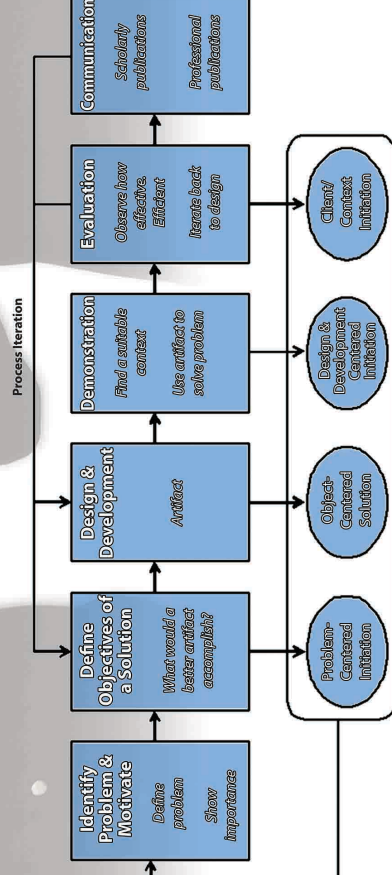 Process Iteration
Identify
Problem &
Motivate
Define
problem
Show
importance
Define
Objectives of
a Solution
What would a
better artifact
accomplish?
Design &
Development
Artifact
Demonstration
Find a suitable
context
Use artifact to
solve problem
Evaluation
Observe how
effective.
Efficient
Iterate back
to design
Communication
Scholarly
publications
Professional
publications
Problem-
Centered
Initiation
Object-
Centered
Solution
Design &
Development
Centered
Initiation
Client/
Context
Initiation